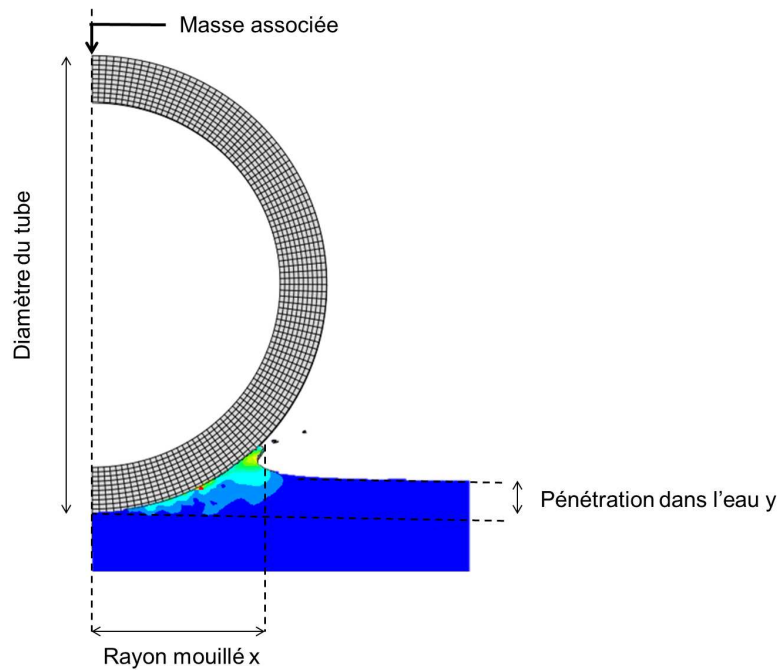 Masse associée
Diamètre du tube
Pénétration dans l'eau y
Rayon mouillé x